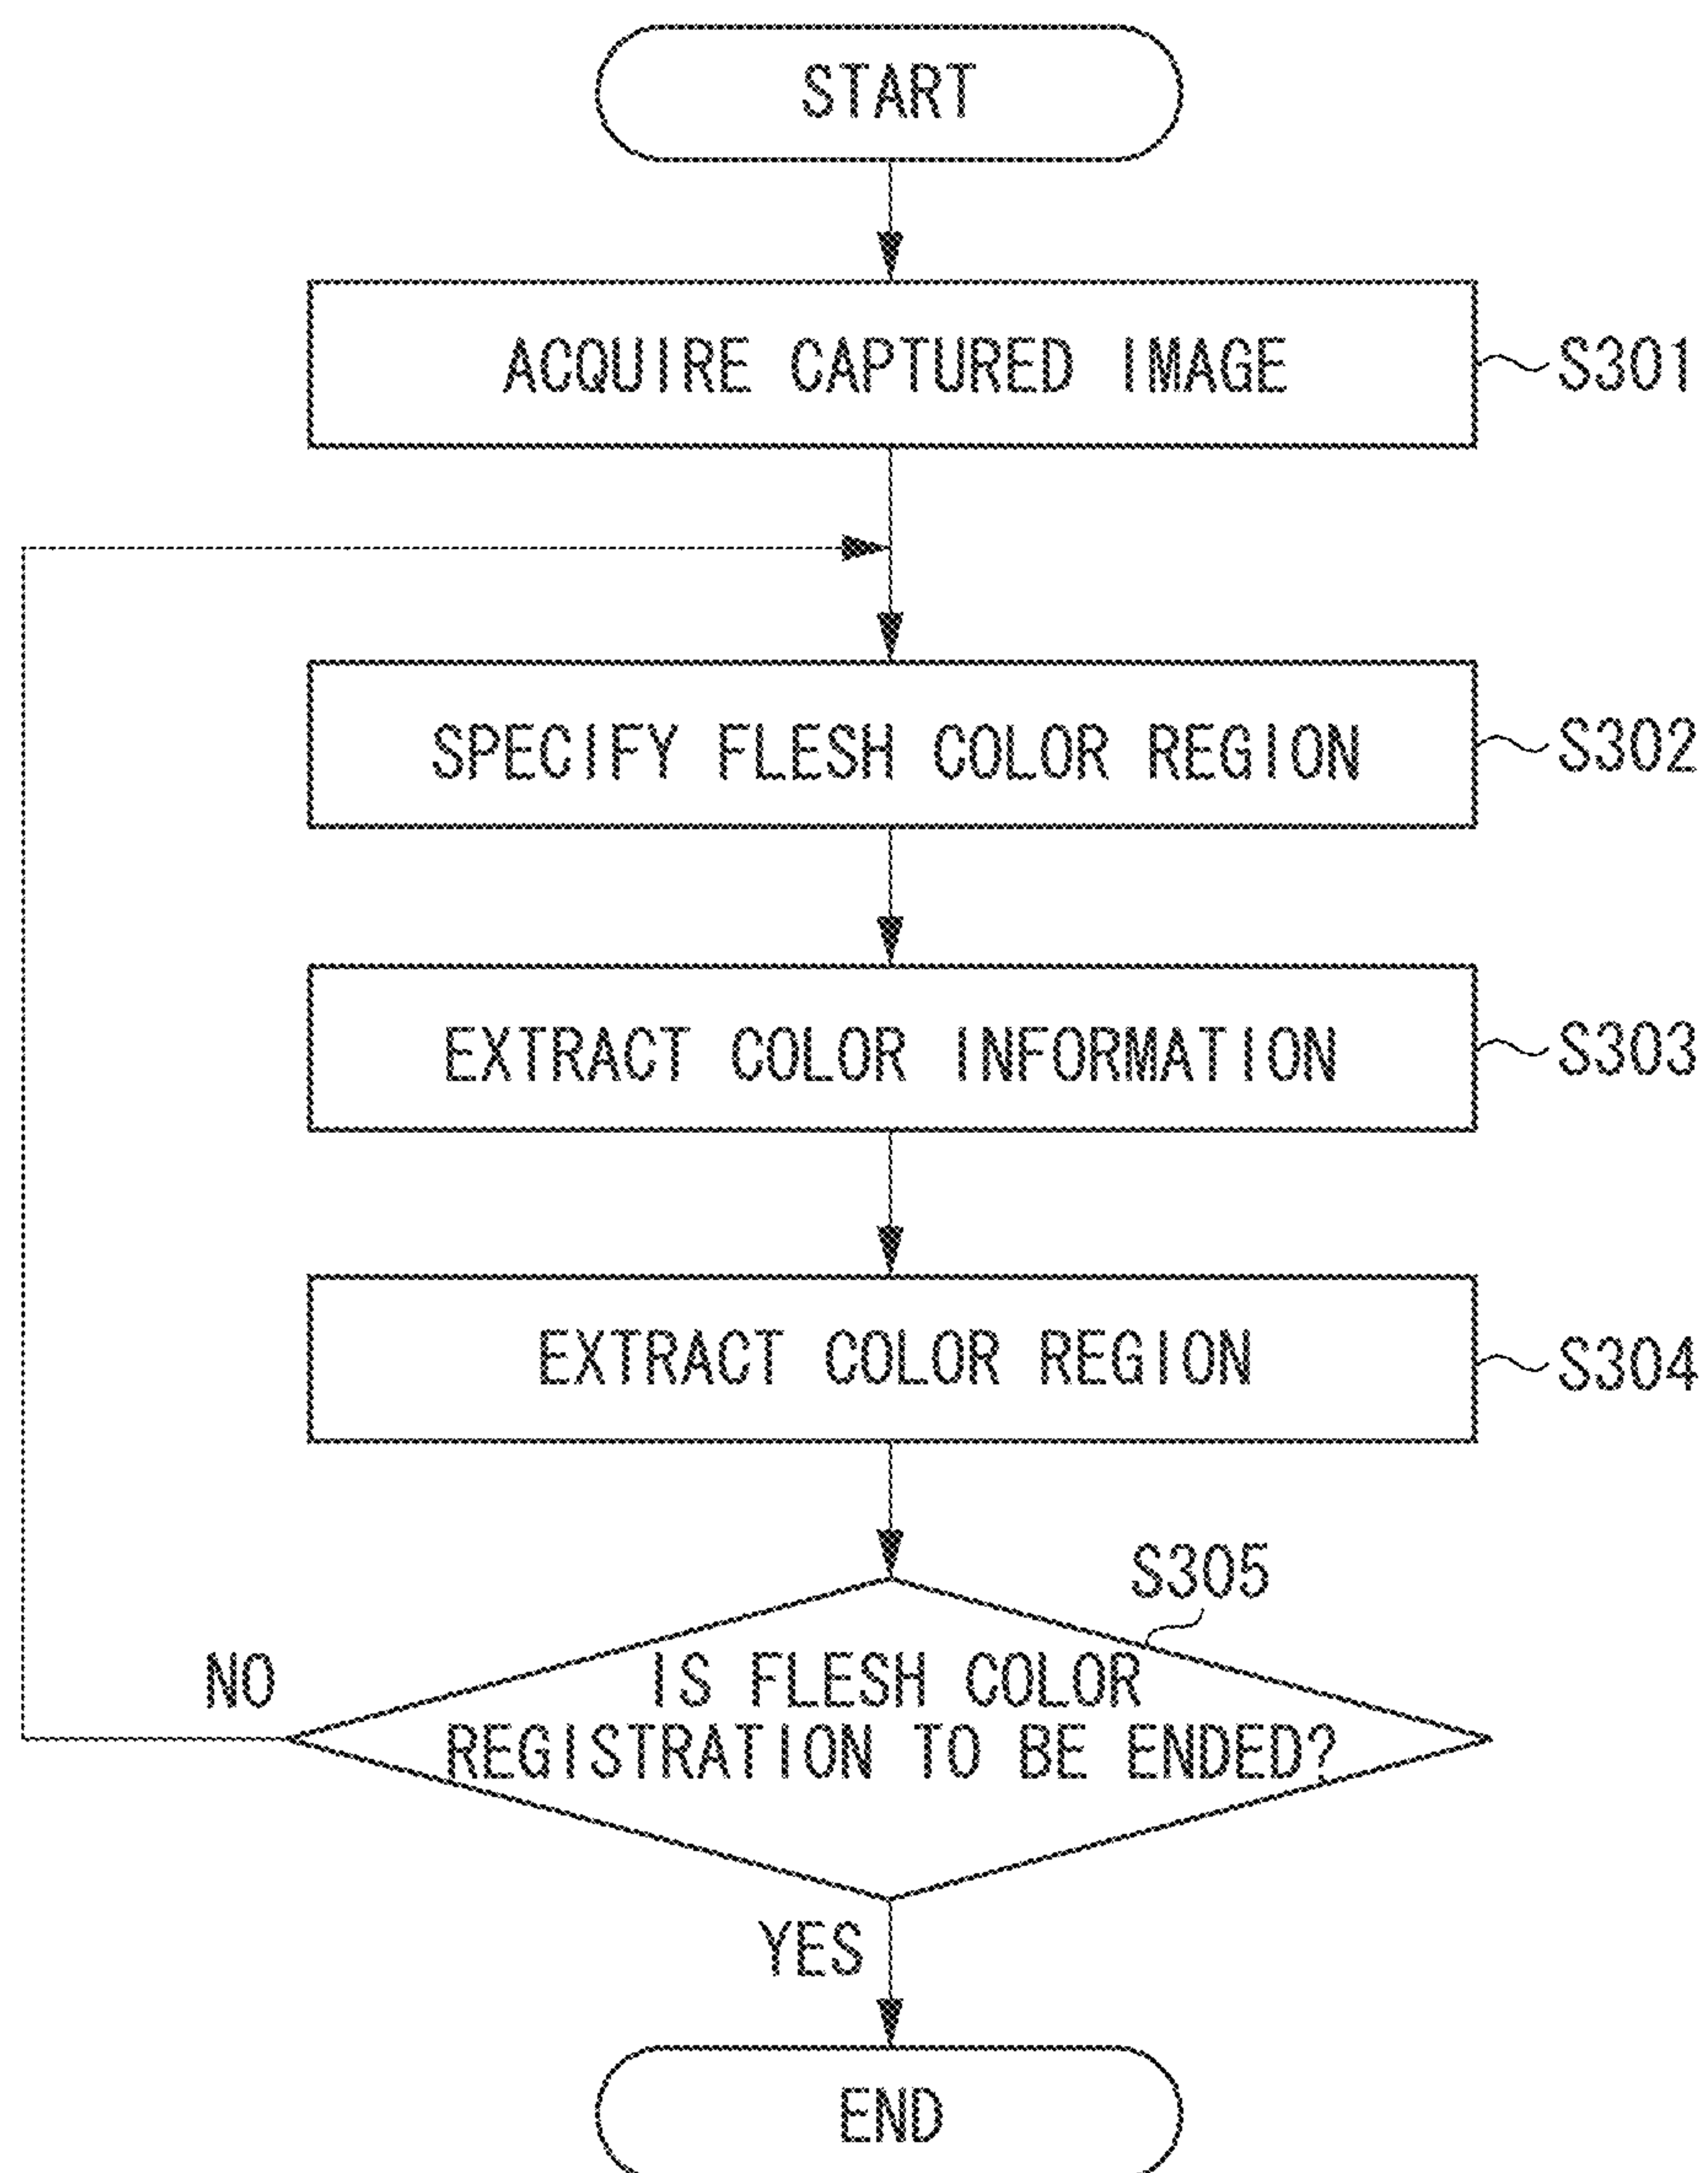 START
ACQUIRE CAPTURED IMAGE
S301
SPECIFY FLESH COLOR REGION
S302
EXTRACT COLOR INFORMATION
S303
EXTRACT COLOR REGION
S304
S305
IS FLESH COLOR
REGISTRATION TO BE ENDED?
NO
YES
END